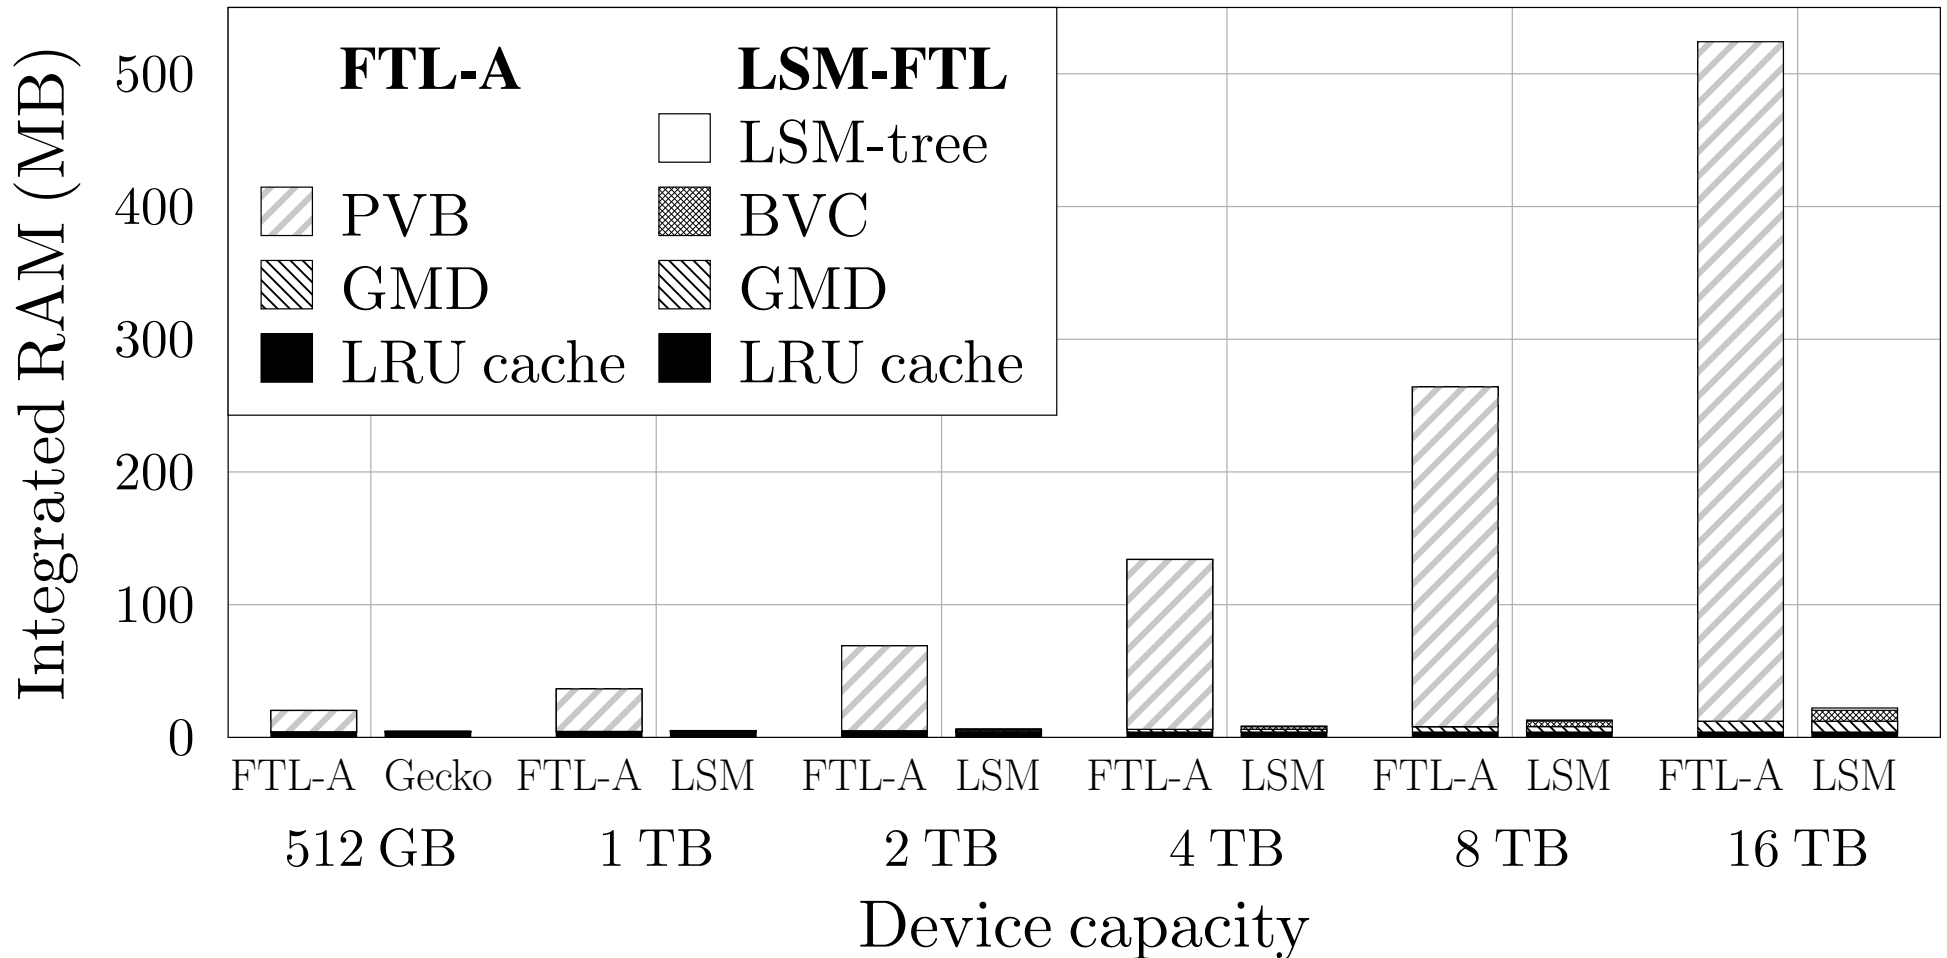 Integrated RAM (MB)
500
400
300
200
100
0
FTL-A LSM-FTL
LSM-tree
PVB BVC
GMD GMD
LRU cache LRU cache
FTL-A Gecko FTL-A LSM FTL-A LSM FTL-A LSM FTL-A LSM FTL-A LSM
512 GB 1 TB 2 TB 4 TB 8 TB 16 TB
Device capacity